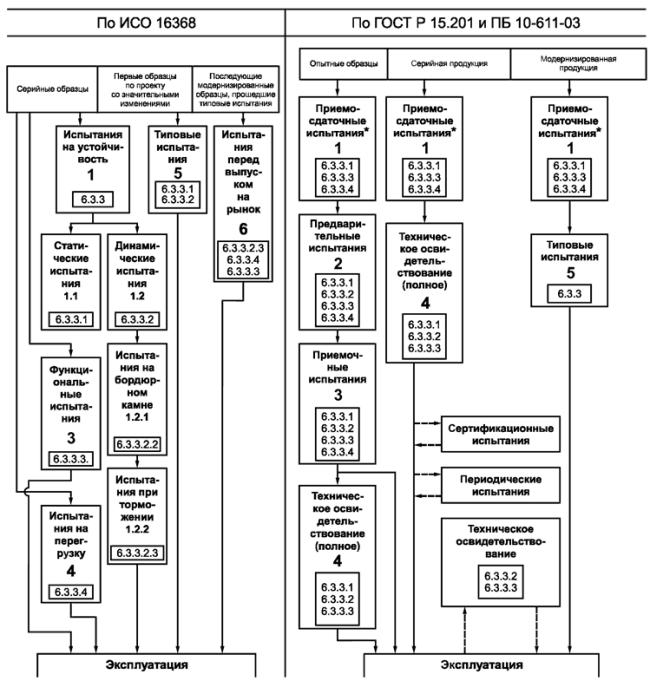 По ИСО 16368
По ГОСТ Р 15.201 и ПБ 10-611-03
Серийные образцы
Первые образцы
по проекту
со значительными
изменениями
Последующие
модернизированные
образцы, прошедшие
типовые испытания
Опытные образцы
Серийная продукция
Модернизированная
продукция
Испытания
на устойчи-
вость
1
6.3.3
Типовые
испыта-
ния
5
6.3.3.1
6.3.3.2
Испыта-
ния
перед
выпус-
ком
на
рынок
6
6.3.3.2.3
6.3.3.4
6.3.3.3
Стати-
ческие
испыта-
ния
1.1
6.3.3.1
Динами-
ческие
испыта-
ния
1.2
6.3.3.2
Функци-
ональ-
ные
испыта-
ния
3
6.3.3.3.
Испыта-
ния на
бордюр-
ном
камне
1.2.1
6.3.3.2.2
Испыта-
ния на
перег-
рузку
4
6.3.3.4
Испыта-
ния при
тормо-
жении
1.2.2
6.3.3.2.3
Эксплуатация
Приемо-
сдаточные
испытания*
1
6.3.3.1
6.3.3.3
6.3.3.4
Приемо-
сдаточные
испытания*
1
6.3.3.1
6.3.3.3
6.3.3.4
Приемо-
сдаточные
испытания*
1
6.3.3.1
6.3.3.3
6.3.3.4
Предвари-
тельные
испытания
2
6.3.3.1
6.3.3.2
6.3.3.3
6.3.3.4
Техничес-
кое осви-
детель-
ствование
(полное)
4
6.3.3.1
6.3.3.2
6.3.3.3
Типовые
испытания
5
6.3.3
Приемоч-
ные
испытания
3
6.3.3.1
6.3.3.2
6.3.3.3
6.3.3.4
Сертификационные
испытания
Периодические
испытания
Техничес-
кое осви-
детельс-
твование
(полное)
4
6.3.3.1
6.3.3.2
6.3.3.3
Техническое
освидетельство-
вание
6.3.3.2
6.3.3.3
Эксплуатация